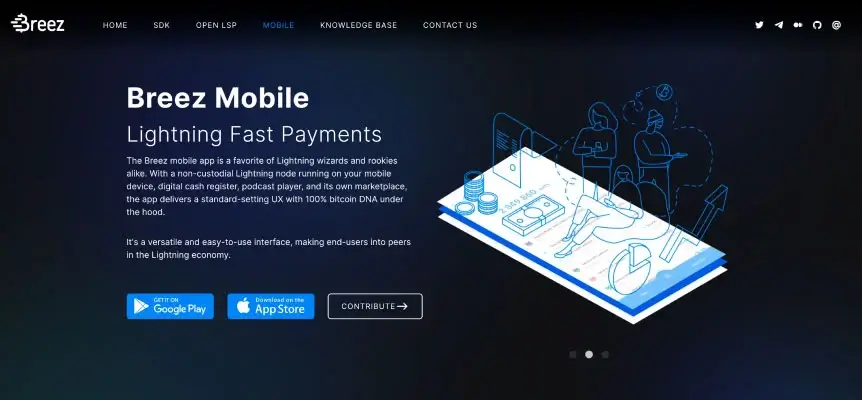 Breez
HOME SDK OPEN LSP MOBILE KNOWLEDGE BASE CONTACT US
Breez Mobile
Lightning Fast Payments
The Breez mobile app is a favorite of Lightning wizards and rookies
alike. With a non-custodial Lightning node running on your mobile
device, digital cash register, podcast player, and its own marketplace,
the app delivers a standard-setting UX with 100% bitcoin DNA under
the hood.
It's a versatile and easy-to-use interface, making end-users into peers
in the Lightning economy.
GET IT ON
Google Play
Download on the
App Store
CONTRIBUTE